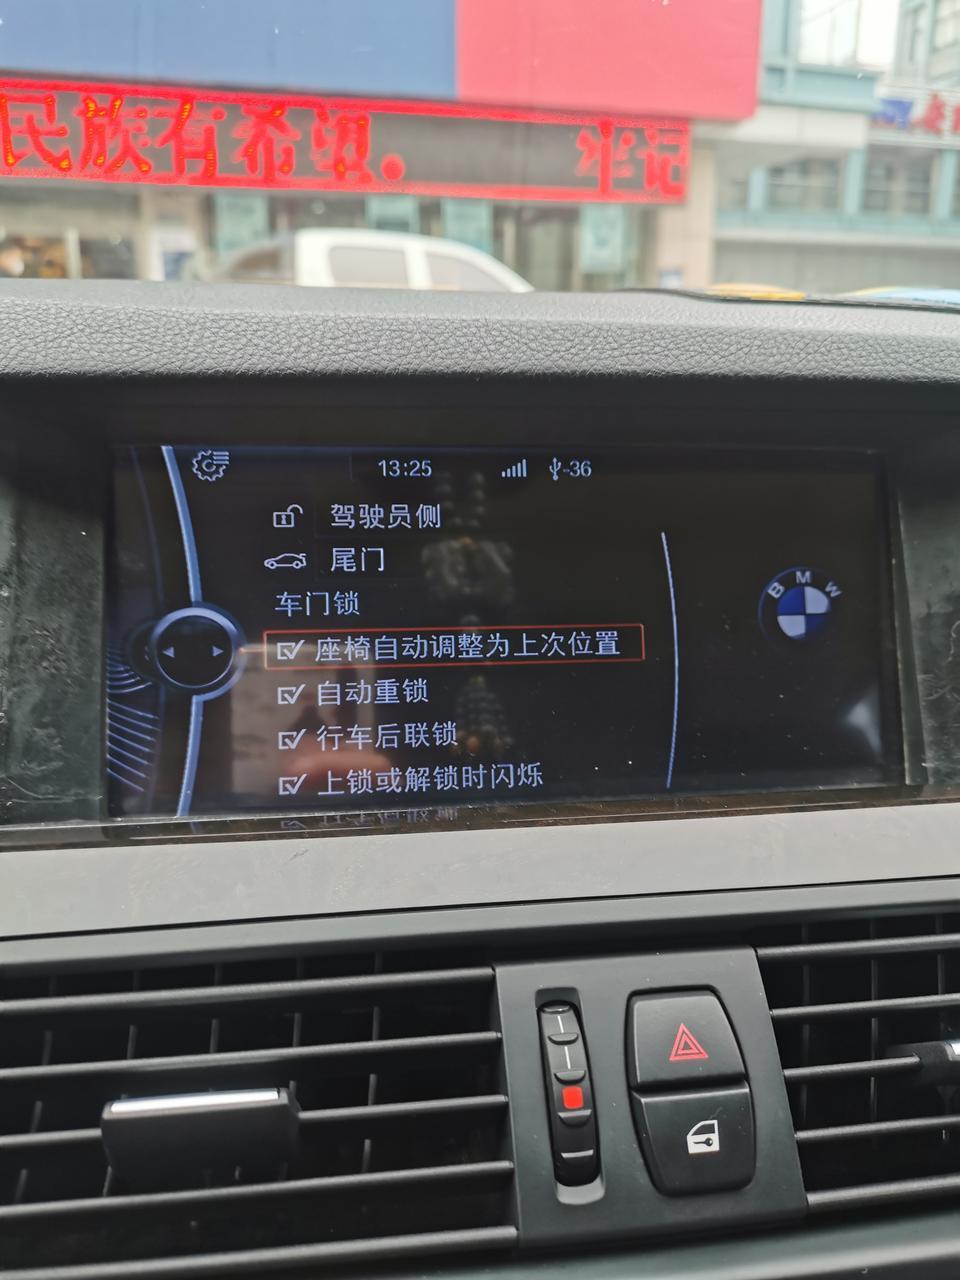 民族有希望。 牢记
13:25 -36
驾驶员侧
尾门
车门锁
座椅自动调整为上次位置
自动重锁
行车后联锁
上锁或解锁时闪烁
BMW